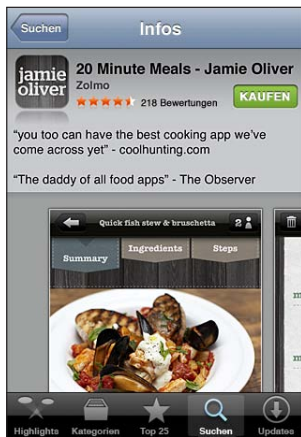 Suchen
Infos
jamie
oliver
20 Minute Meals - Jamie Oliver
Zolmo
218 Bewertungen
KAUFEN
“you too can have the best cooking app we’ve
come across yet” - coolhunting.com
“The daddy of all food apps” - The Observer
Quick fish stew & bruschetta
2
Summary
Ingredients
Steps
Highlights
Kategorien
Top 25
Suchen
Updates